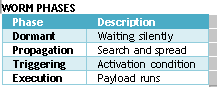 WORM PHASES
Phase Description
Dormant Waiting silently
Propagation Search and spread
Triggering Activation condition
Execution Payload runs